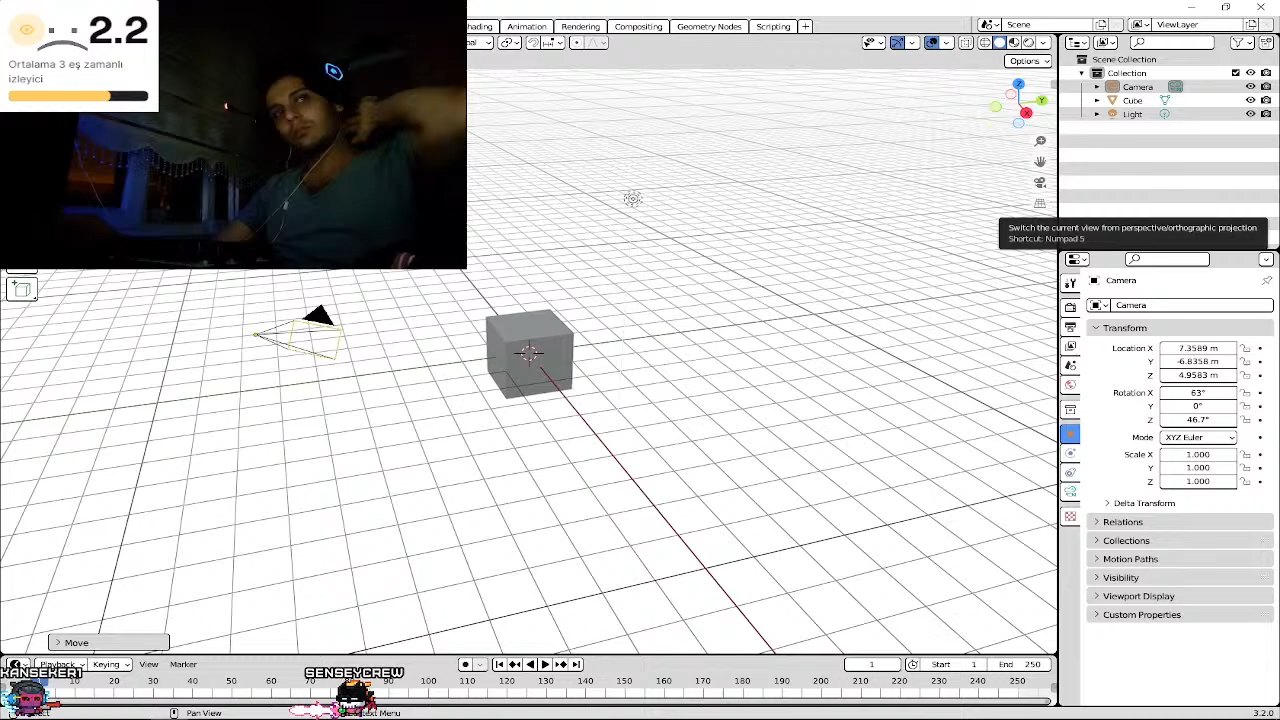 2.2
Ortalama 3 eş zamanlı
izleyici
Animation
Rendering
Compositing
Geometry Nodes
Scripting
Scene
ViewLayer
Options
Scene Collection
Collection
Camera
Cube
Light
Z
Y
X
Switch the current view from perspective/orthographic projection
Shortcut: Numpad 5
Camera
Camera
Transform
Location X 7.3589 m
Y -6.8358 m
Z 4.9583 m
Rotation X 63°
Y 0°
Z 46.7°
Mode XYZ Euler
Scale X 1.000
Y 1.000
Z 1.000
Delta Transform
Relations
Collections
Motion Paths
Visibility
Viewport Display
Custom Properties
Move
Playback Keying View Marker
1 Start 1 End 250
KANSEKER1
SENSEYCREW
20 30 40 50 60 70 90 100 110 120 130 140 150 160 170 180 190 200 210 220 230 240 250
Pan View
3.2.0